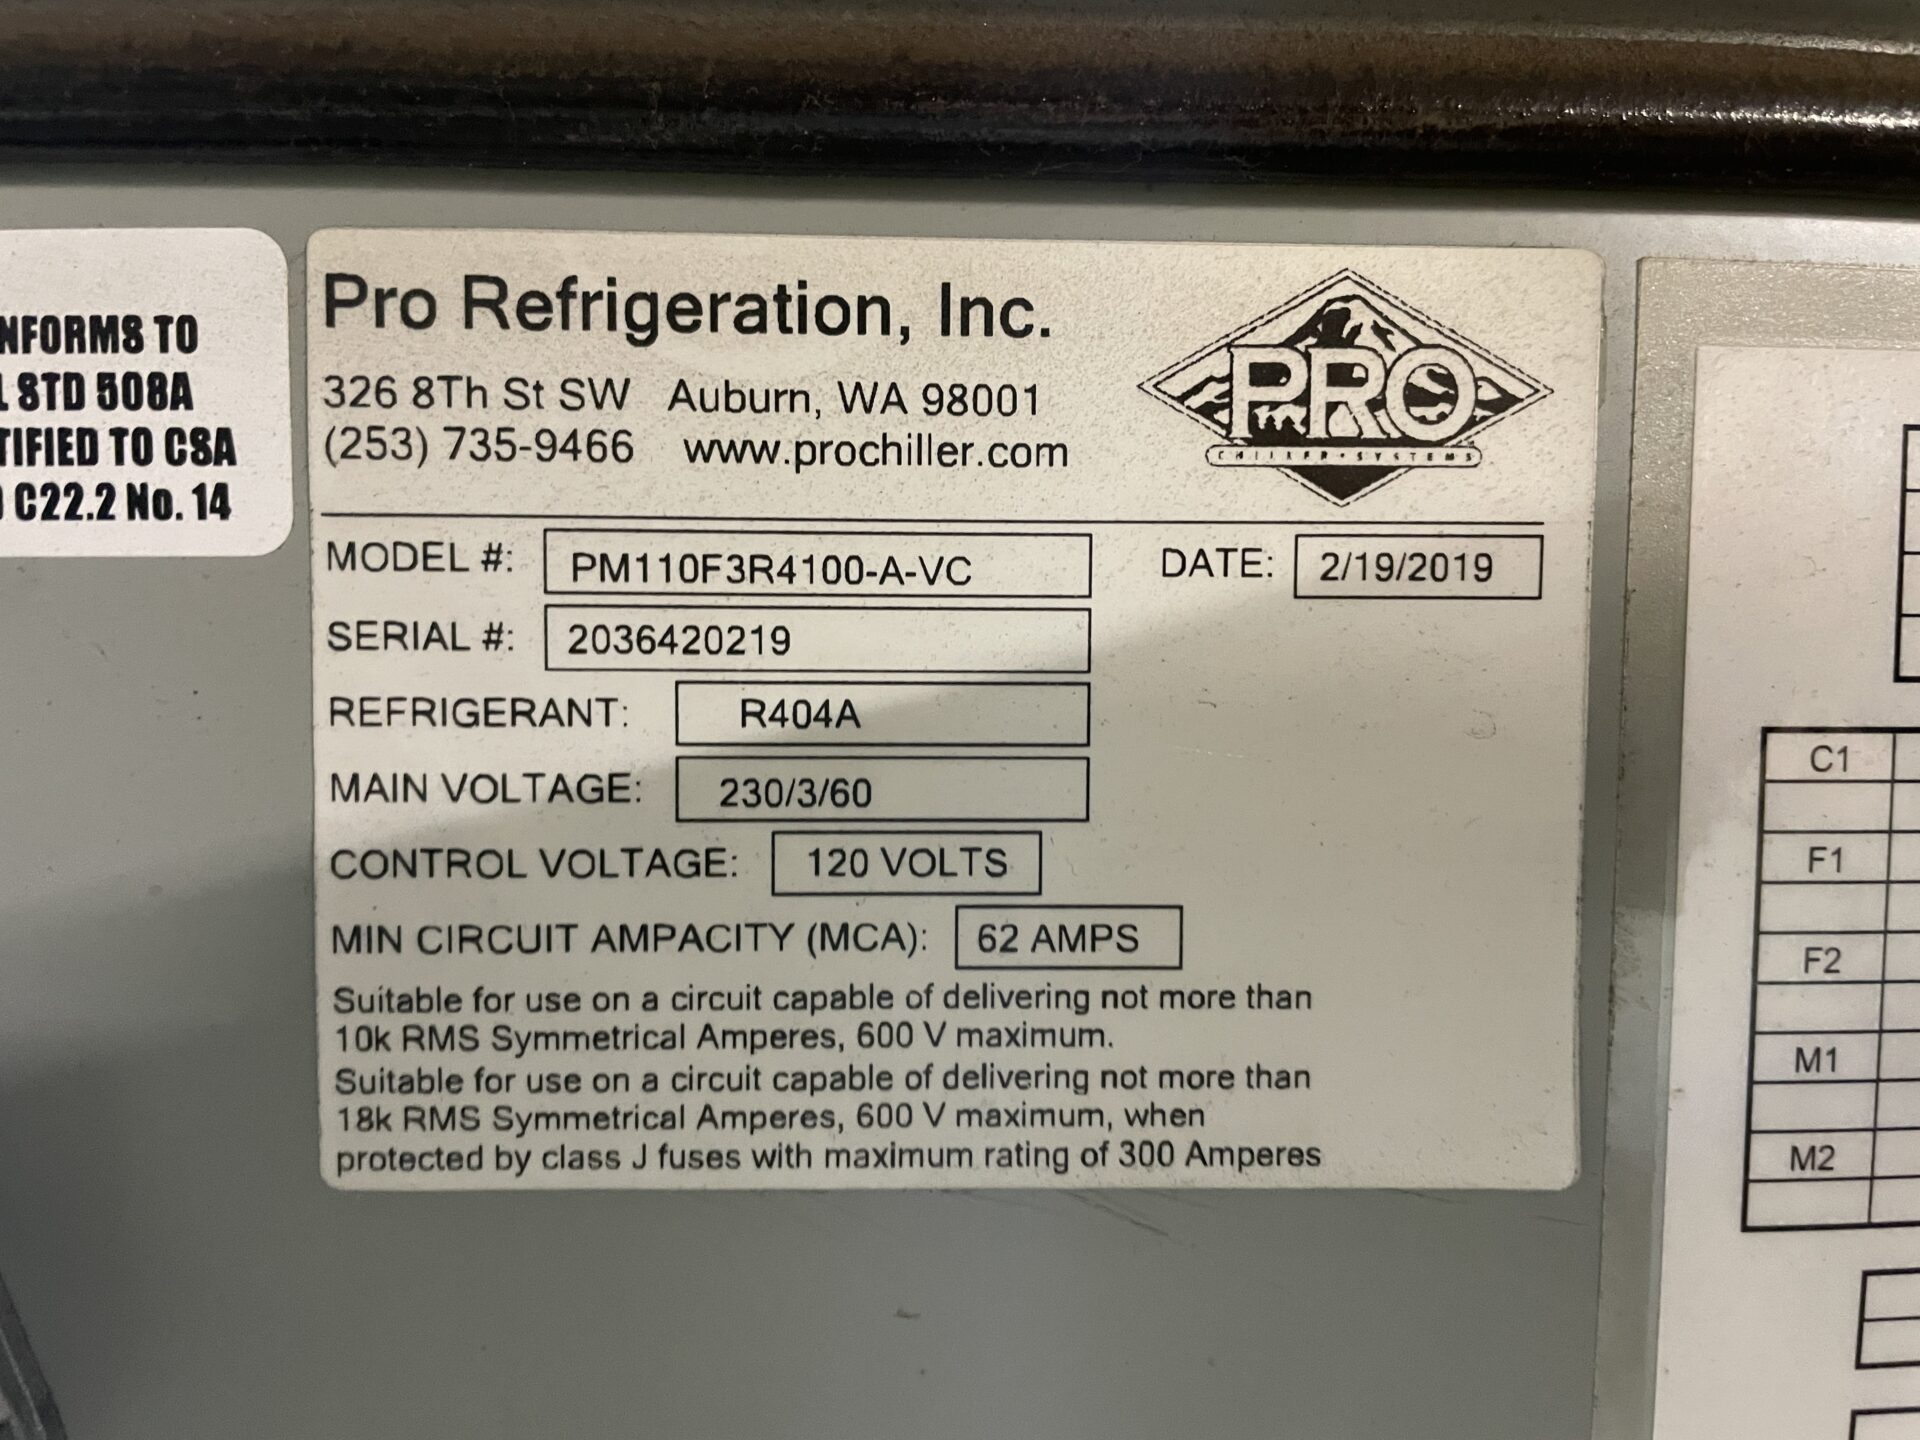 NFORMS TO
STD 508A
TIFIED TO CSA
C22.2 No. 14
Pro Refrigeration, Inc.
326 8Th St SW Auburn, WA 98001
(253) 735-9466 www.prochiller.com
PRO
CHILLER • SYSTEMS
MODEL #: PM110F3R4100-A-VC DATE: 2/19/2019
SERIAL #: 2036420219
REFRIGERANT: R404A
MAIN VOLTAGE: 230/3/60
CONTROL VOLTAGE: 120 VOLTS
MIN CIRCUIT AMPACITY (MCA): 62 AMPS
Suitable for use on a circuit capable of delivering not more than
10k RMS Symmetrical Amperes, 600 V maximum.
Suitable for use on a circuit capable of delivering not more than
18k RMS Symmetrical Amperes, 600 V maximum, when
protected by class J fuses with maximum rating of 300 Amperes
C1
F1
F2
M1
M2